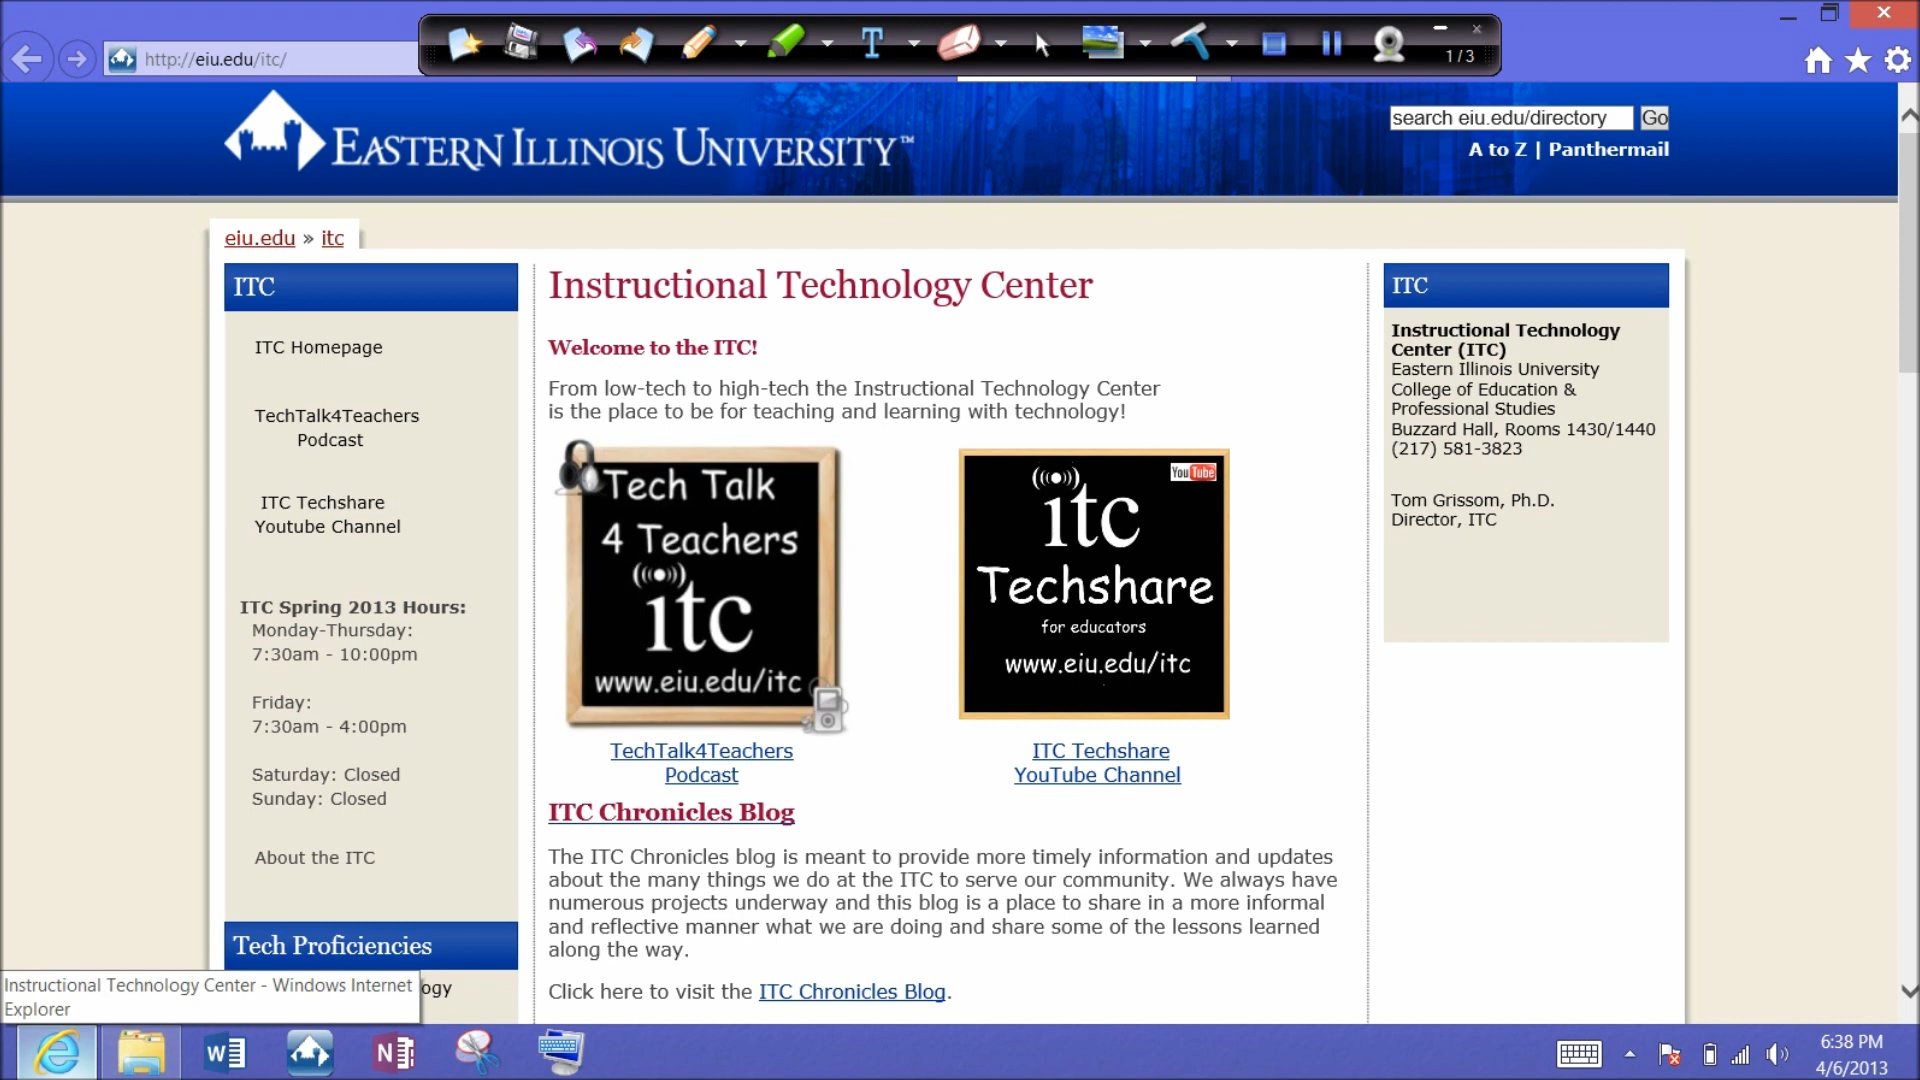 http://eiu.edu/itc/
T
1/3
EASTERN ILLINOIS UNIVERSITY™
search eiu.edu/directory Go
A to Z | Panthermail
eiu.edu » itc
ITC
ITC Homepage
TechTalk4Teachers
Podcast
ITC Techshare
Youtube Channel
ITC Spring 2013 Hours:
Monday-Thursday:
7:30am - 10:00pm
Friday:
7:30am - 4:00pm
Saturday: Closed
Sunday: Closed
About the ITC
Tech Proficiencies
ogy
Instructional Technology Center
Welcome to the ITC!
From low-tech to high-tech the Instructional Technology Center
is the place to be for teaching and learning with technology!
Tech Talk
4 Teachers
itc
www.eiu.edu/itc
You Tube
itc
Techshare
for educators
www.eiu.edu/itc
TechTalk4Teachers
Podcast
ITC Techshare
YouTube Channel
ITC Chronicles Blog
The ITC Chronicles blog is meant to provide more timely information and updates
about the many things we do at the ITC to serve our community. We always have
numerous projects underway and this blog is a place to share in a more informal
and reflective manner what we are doing and share some of the lessons learned
along the way.
Click here to visit the ITC Chronicles Blog.
ITC
Instructional Technology
Center (ITC)
Eastern Illinois University
College of Education &
Professional Studies
Buzzard Hall, Rooms 1430/1440
(217) 581-3823
Tom Grissom, Ph.D.
Director, ITC
Instructional Technology Center - Windows Internet
Explorer
W
N
6:38 PM
4/6/2013